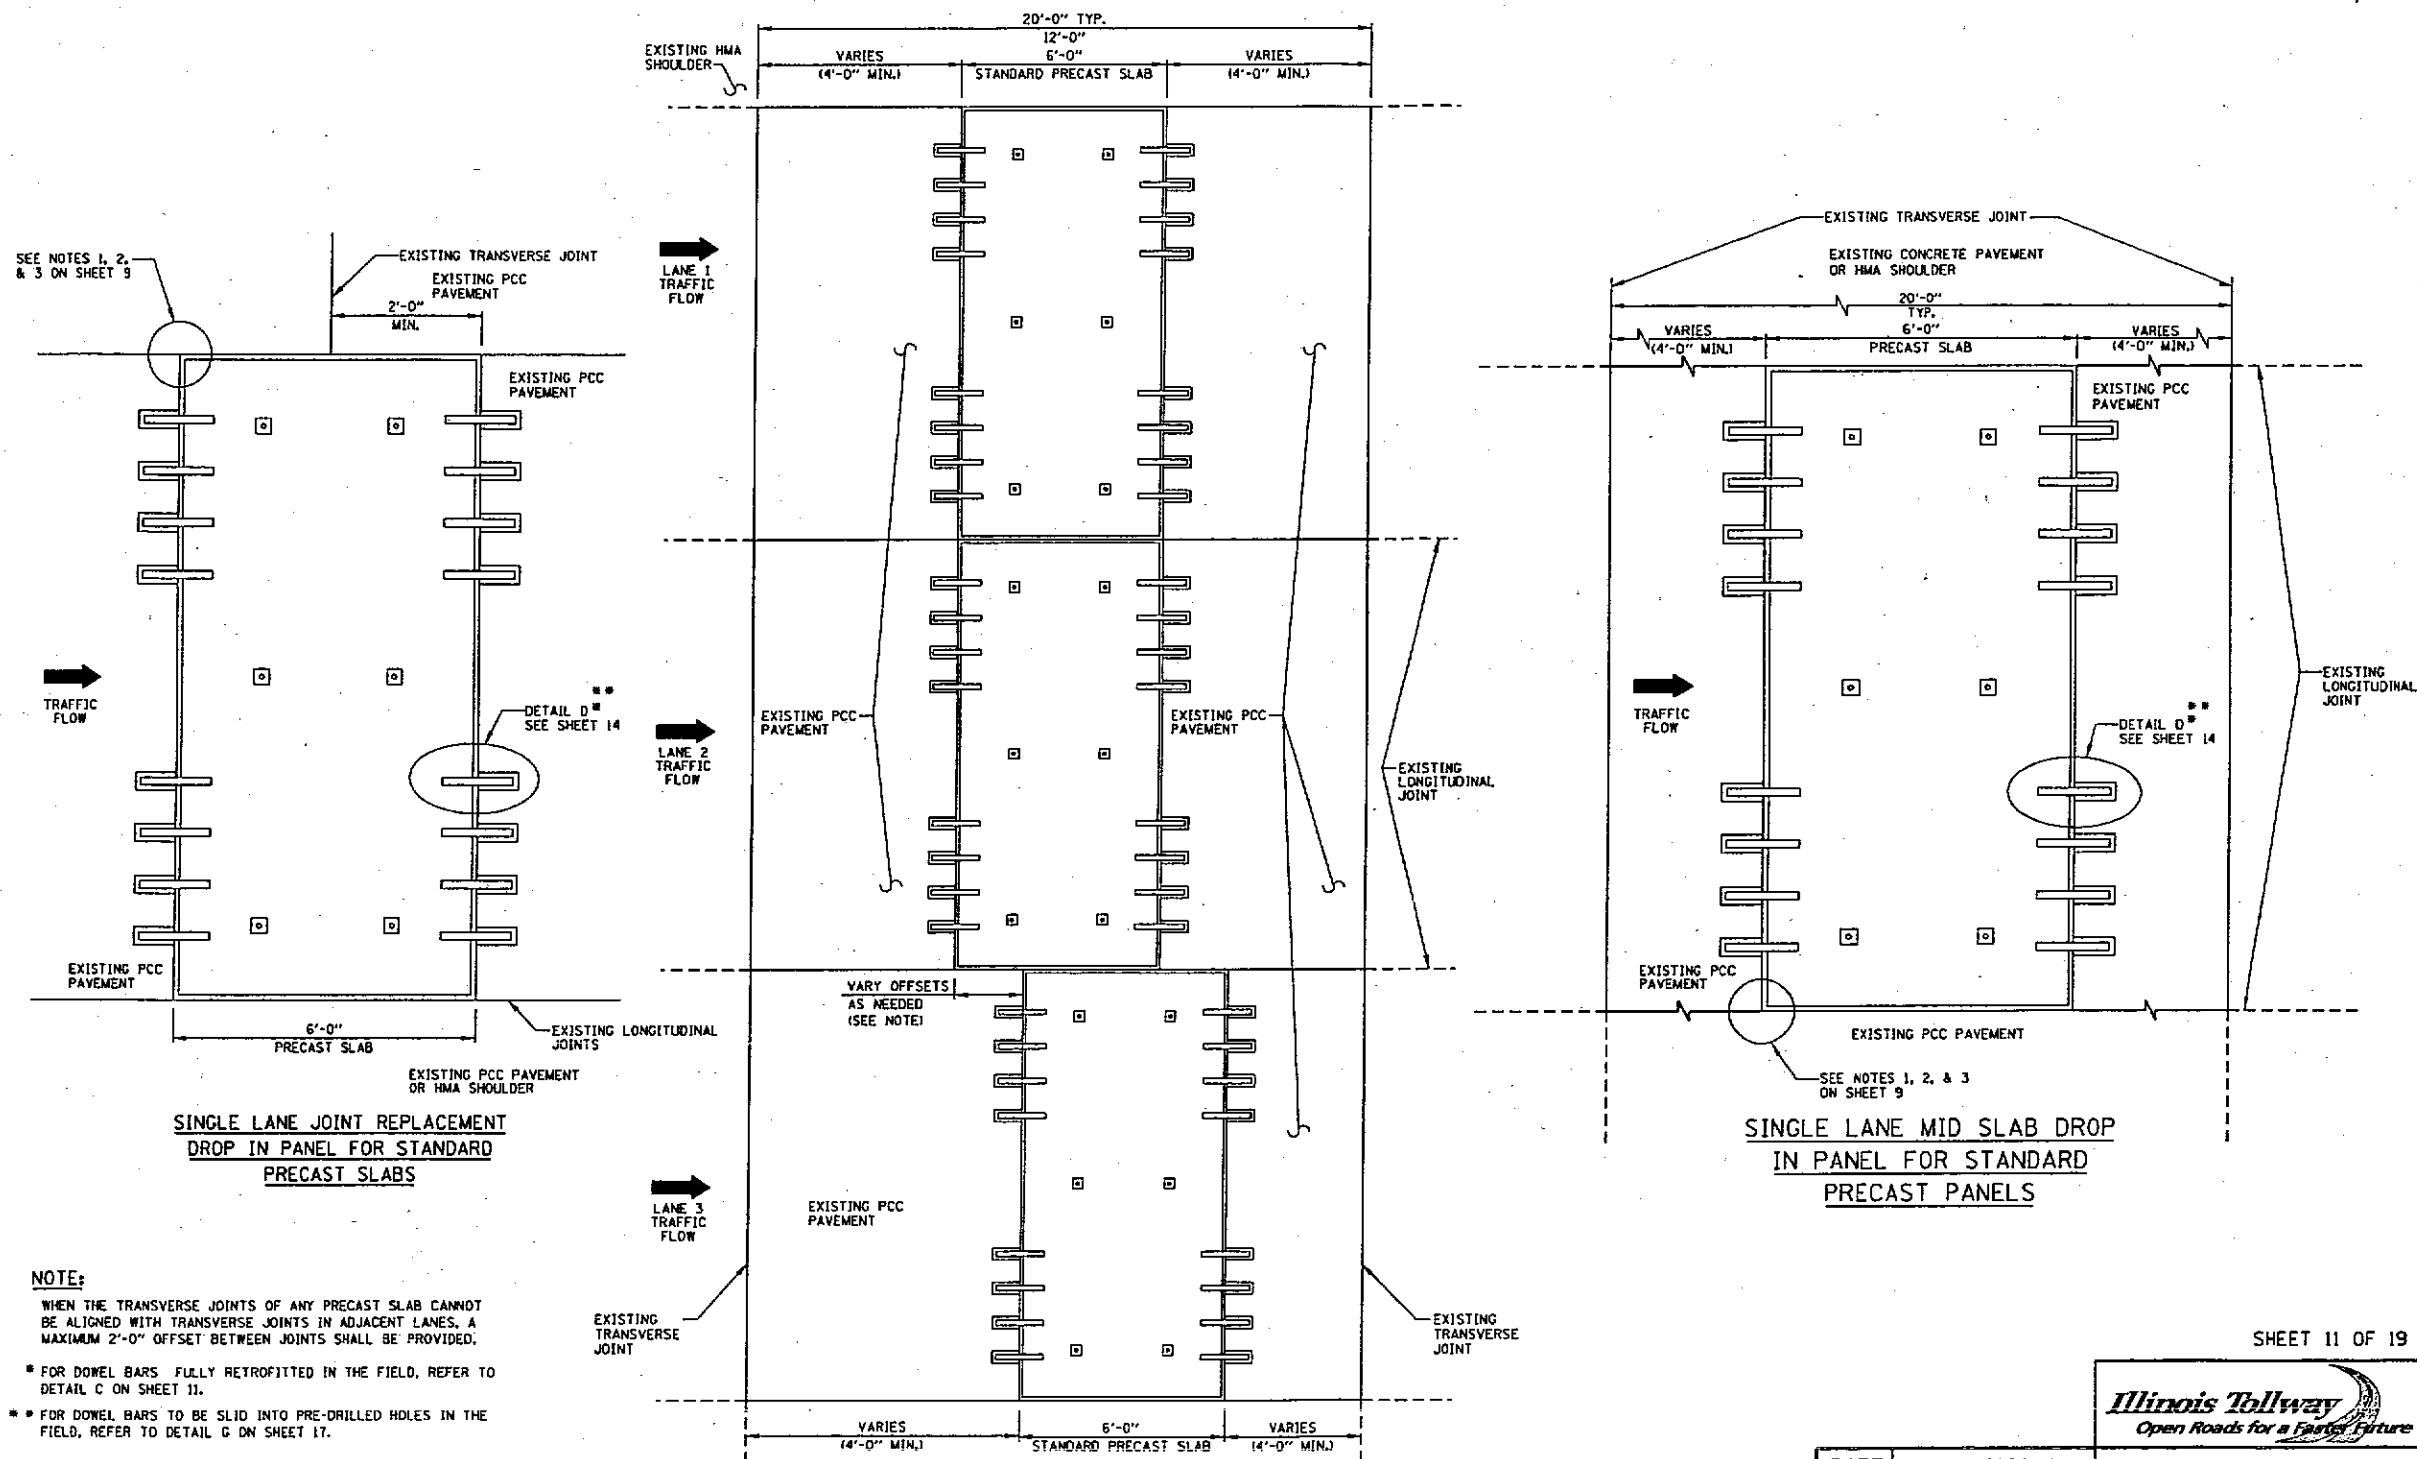 20'-0" TYP.
12'-0"
EXISTING HMA
SHOULDER
VARIES
(4'-0" MIN.)
6'-0"
STANDARD PRECAST SLAB
VARIES
(4'-0" MIN.)
SEE NOTES 1, 2,
& 3 ON SHEET 9
EXISTING TRANSVERSE JOINT
EXISTING PCC
PAVEMENT
2'-0"
MIN.
EXISTING PCC
PAVEMENT
TRAFFIC
FLOW
DETAIL D
**
*
SEE SHEET 14
EXISTING PCC
PAVEMENT
6'-0"
PRECAST SLAB
EXISTING LONGITUDINAL
JOINTS
EXISTING PCC PAVEMENT
OR HMA SHOULDER
SINGLE LANE JOINT REPLACEMENT
DROP IN PANEL FOR STANDARD
PRECAST SLABS
LANE 1
TRAFFIC
FLOW
EXISTING PCC
PAVEMENT
EXISTING PCC
PAVEMENT
LANE 2
TRAFFIC
FLOW
EXISTING
LONGITUDINAL
JOINT
VARY OFFSETS
AS NEEDED
(SEE NOTE)
EXISTING PCC
PAVEMENT
LANE 3
TRAFFIC
FLOW
EXISTING
TRANSVERSE
JOINT
EXISTING
TRANSVERSE
JOINT
VARIES
(4'-0" MIN.)
6'-0"
STANDARD PRECAST SLAB
VARIES
(4'-0" MIN.)
EXISTING TRANSVERSE JOINT
EXISTING CONCRETE PAVEMENT
OR HMA SHOULDER
20'-0"
TYP.
VARIES
(4'-0" MIN.)
6'-0"
PRECAST SLAB
VARIES
(4'-0" MIN.)
EXISTING PCC
PAVEMENT
EXISTING
LONGITUDINAL
JOINT
TRAFFIC
FLOW
DETAIL D
**
*
SEE SHEET 14
EXISTING PCC
PAVEMENT
EXISTING PCC PAVEMENT
SEE NOTES 1, 2, & 3
ON SHEET 9
SINGLE LANE MID SLAB DROP
IN PANEL FOR STANDARD
PRECAST PANELS
NOTE:
WHEN THE TRANSVERSE JOINTS OF ANY PRECAST SLAB CANNOT
BE ALIGNED WITH TRANSVERSE JOINTS IN ADJACENT LANES, A
MAXIMUM 2'-0" OFFSET BETWEEN JOINTS SHALL BE PROVIDED.
* FOR DOWEL BARS FULLY RETROFITTED IN THE FIELD, REFER TO
DETAIL C ON SHEET 11.
** FOR DOWEL BARS TO BE SLID INTO PRE-DRILLED HOLES IN THE
FIELD, REFER TO DETAIL G ON SHEET 17.
SHEET 11 OF 19
Illinois Tollway
Open Roads for a Faster Future